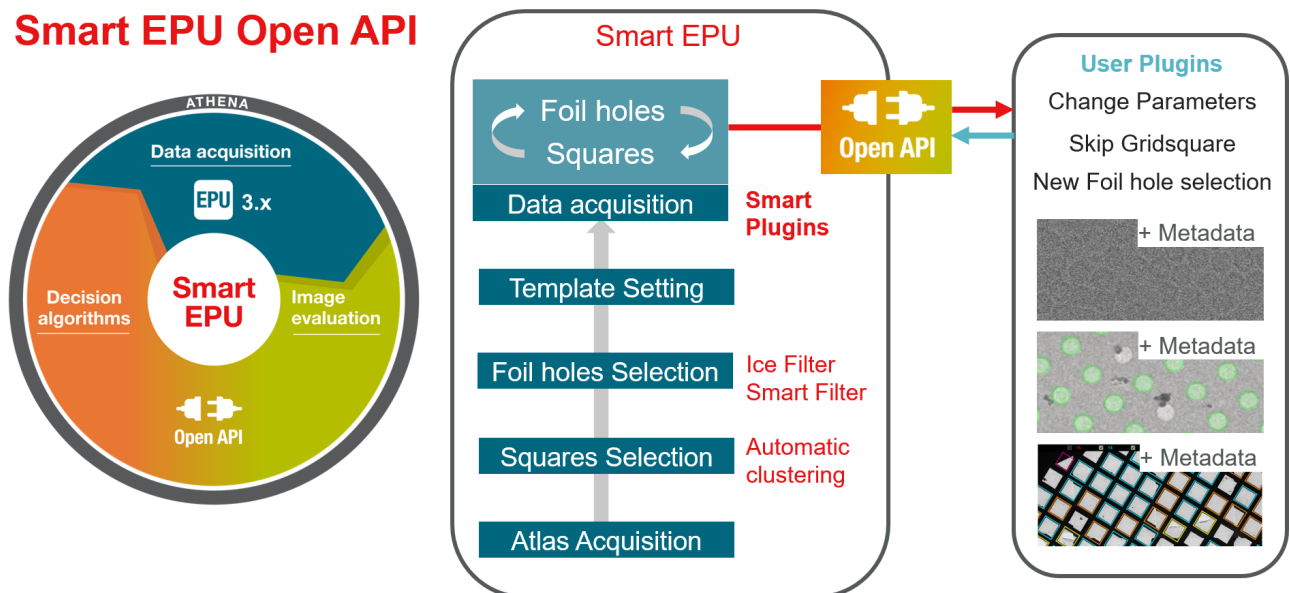 Smart EPU Open API
ATHENA
Data acquisition
EPU 3.x
Decision
algorithms
Smart
EPU
Image
evaluation
Open API
Smart EPU
Foil holes
Squares
Data acquisition
Smart
Plugins
Template Setting
Foil holes Selection
Ice Filter
Smart Filter
Squares Selection
Automatic
clustering
Atlas Acquisition
Open API
User Plugins
Change Parameters
Skip Gridsquare
New Foil hole selection
+ Metadata
+ Metadata
+ Metadata